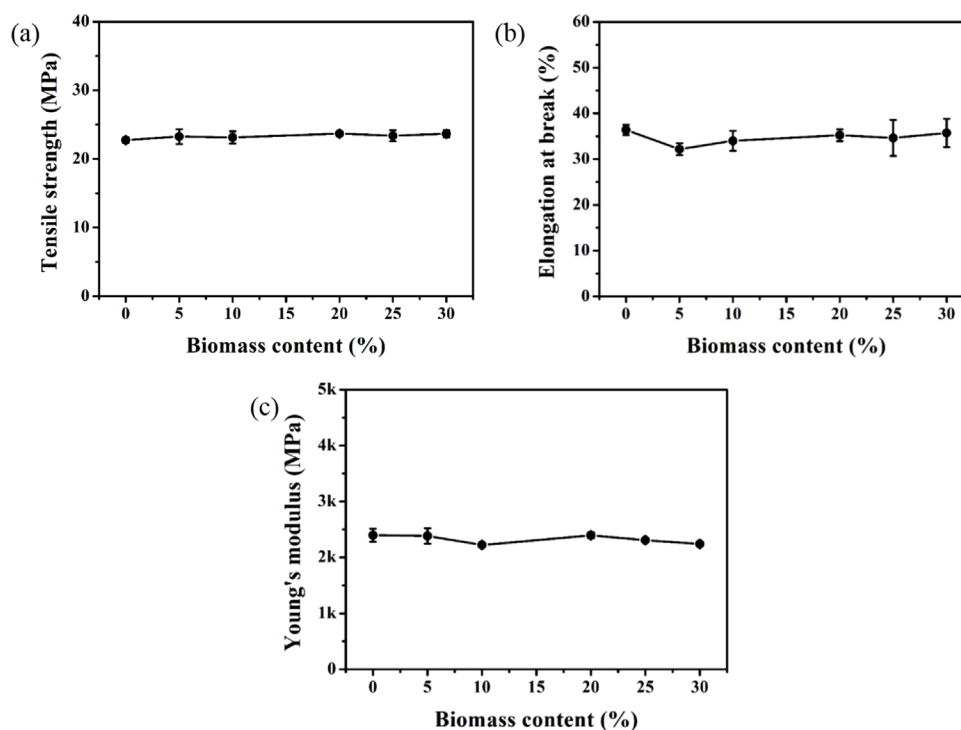 (a)
Tensile strength (MPa)
40
30
20
10
0
0 5 10 15 20 25 30
Biomass content (%)
(b)
Elongation at break (%)
60
50
40
30
20
10
0
0 5 10 15 20 25 30
Biomass content (%)
(c)
Young's modulus (MPa)
5k
4k
3k
2k
1k
0
0 5 10 15 20 25 30
Biomass content (%)